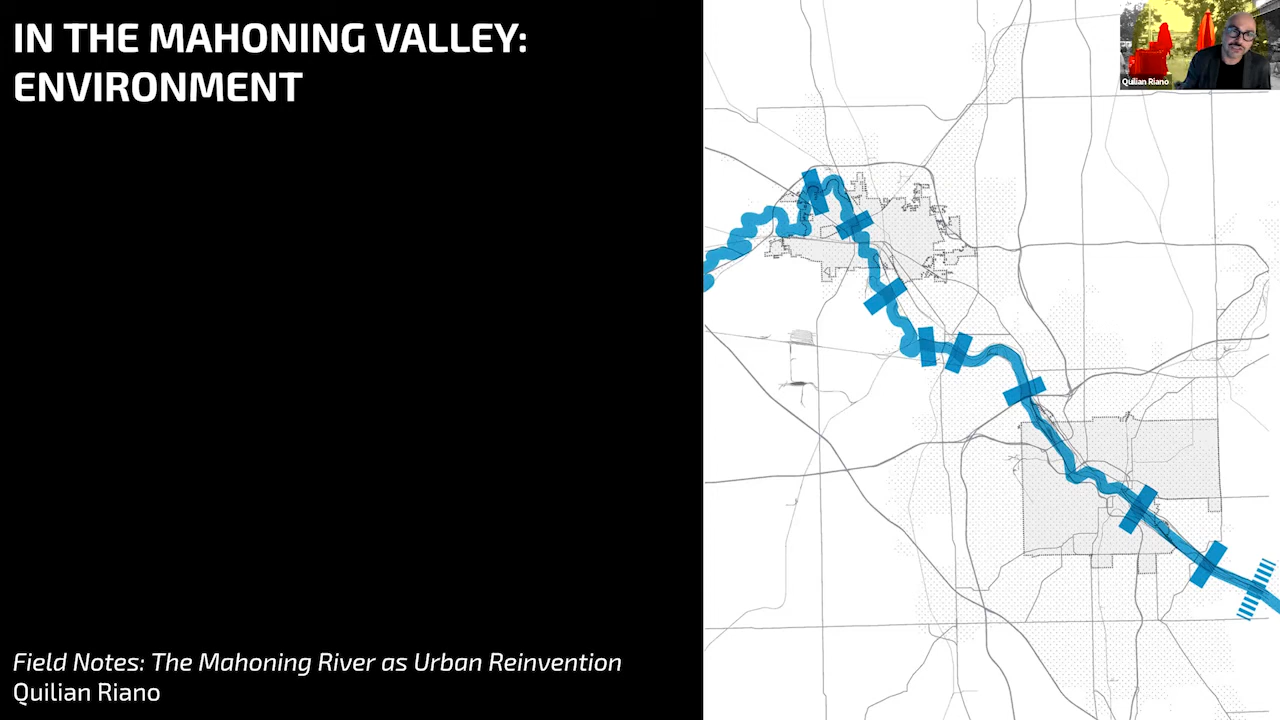 IN THE MAHONING VALLEY:
ENVIRONMENT
Quilian Riano
Field Notes: The Mahoning River as Urban Reinvention
Quilian Riano